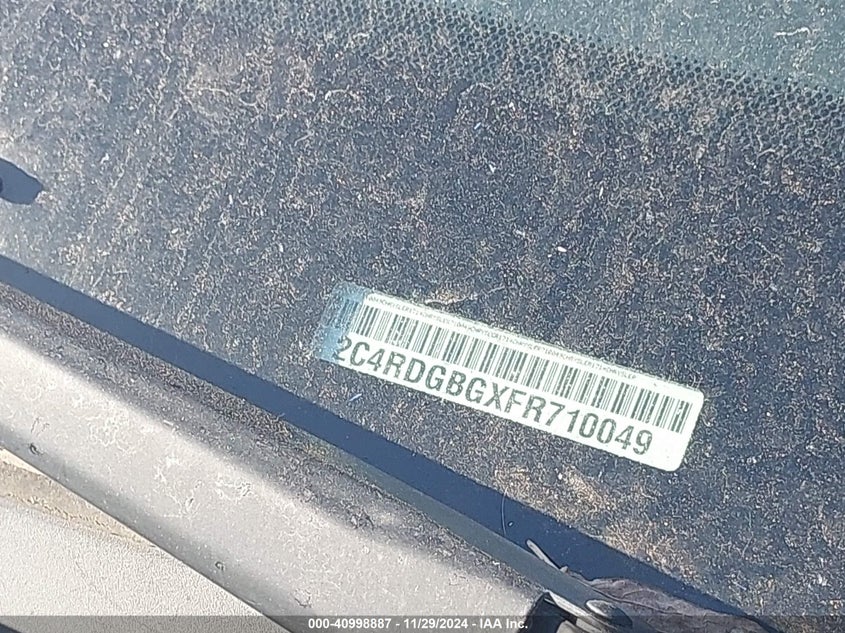 2C4RDGBGXFR710049
000-40998887 - 11/29/2024 - IAA Inc.